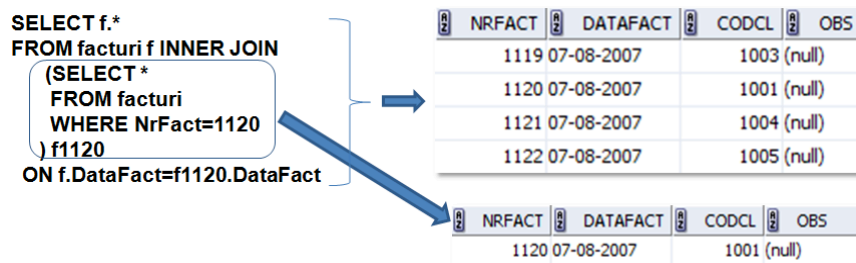 SELECT f.*
FROM facturi f INNER JOIN
(SELECT *
FROM facturi
WHERE NrFact=1120
) f1120
ON f.DataFact=f1120.DataFact
NRFACT DATAFACT CODCL OBS
1119 07-08-2007 1003 (null)
1120 07-08-2007 1001 (null)
1121 07-08-2007 1004 (null)
1122 07-08-2007 1005 (null)
NRFACT DATAFACT CODCL OBS
1120 07-08-2007 1001 (null)